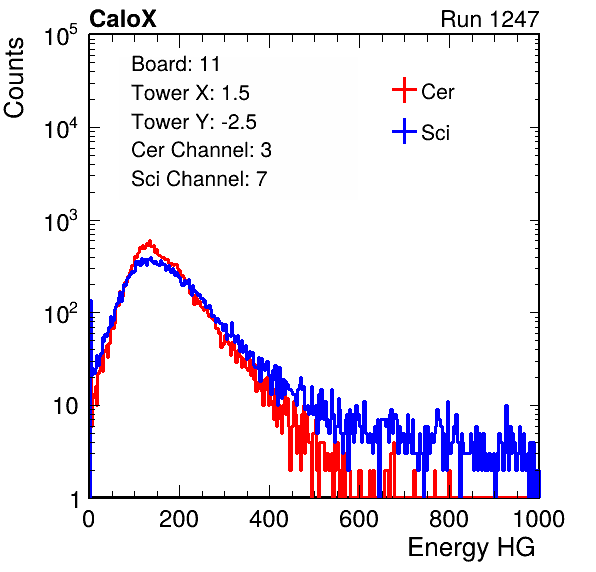 CaloX Run 1247
Counts
Board: 11
Tower X: 1.5
Tower Y: -2.5
Cer Channel: 3
Sci Channel: 7
Cer
Sci
10^5
10^4
10^3
10^2
10
1
0 200 400 600 800 1000
Energy HG